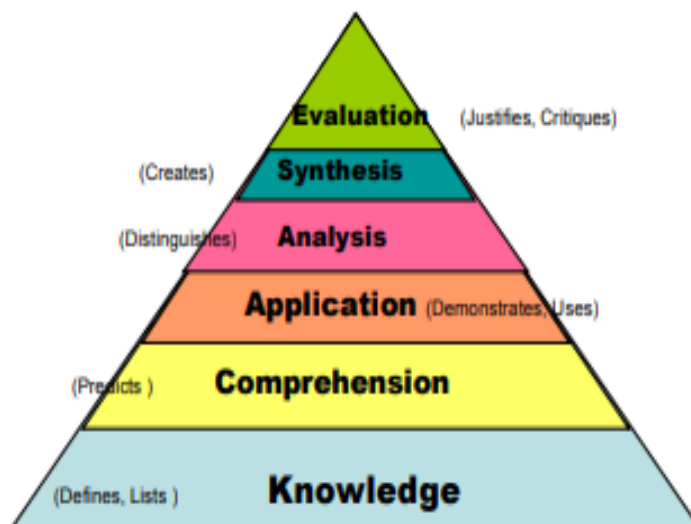 Evaluation (Justifies, Critiques)
(Creates) Synthesis
(Distinguishes) Analysis
Application (Demonstrates, Uses)
(Predicts ) Comprehension
(Defines, Lists ) Knowledge